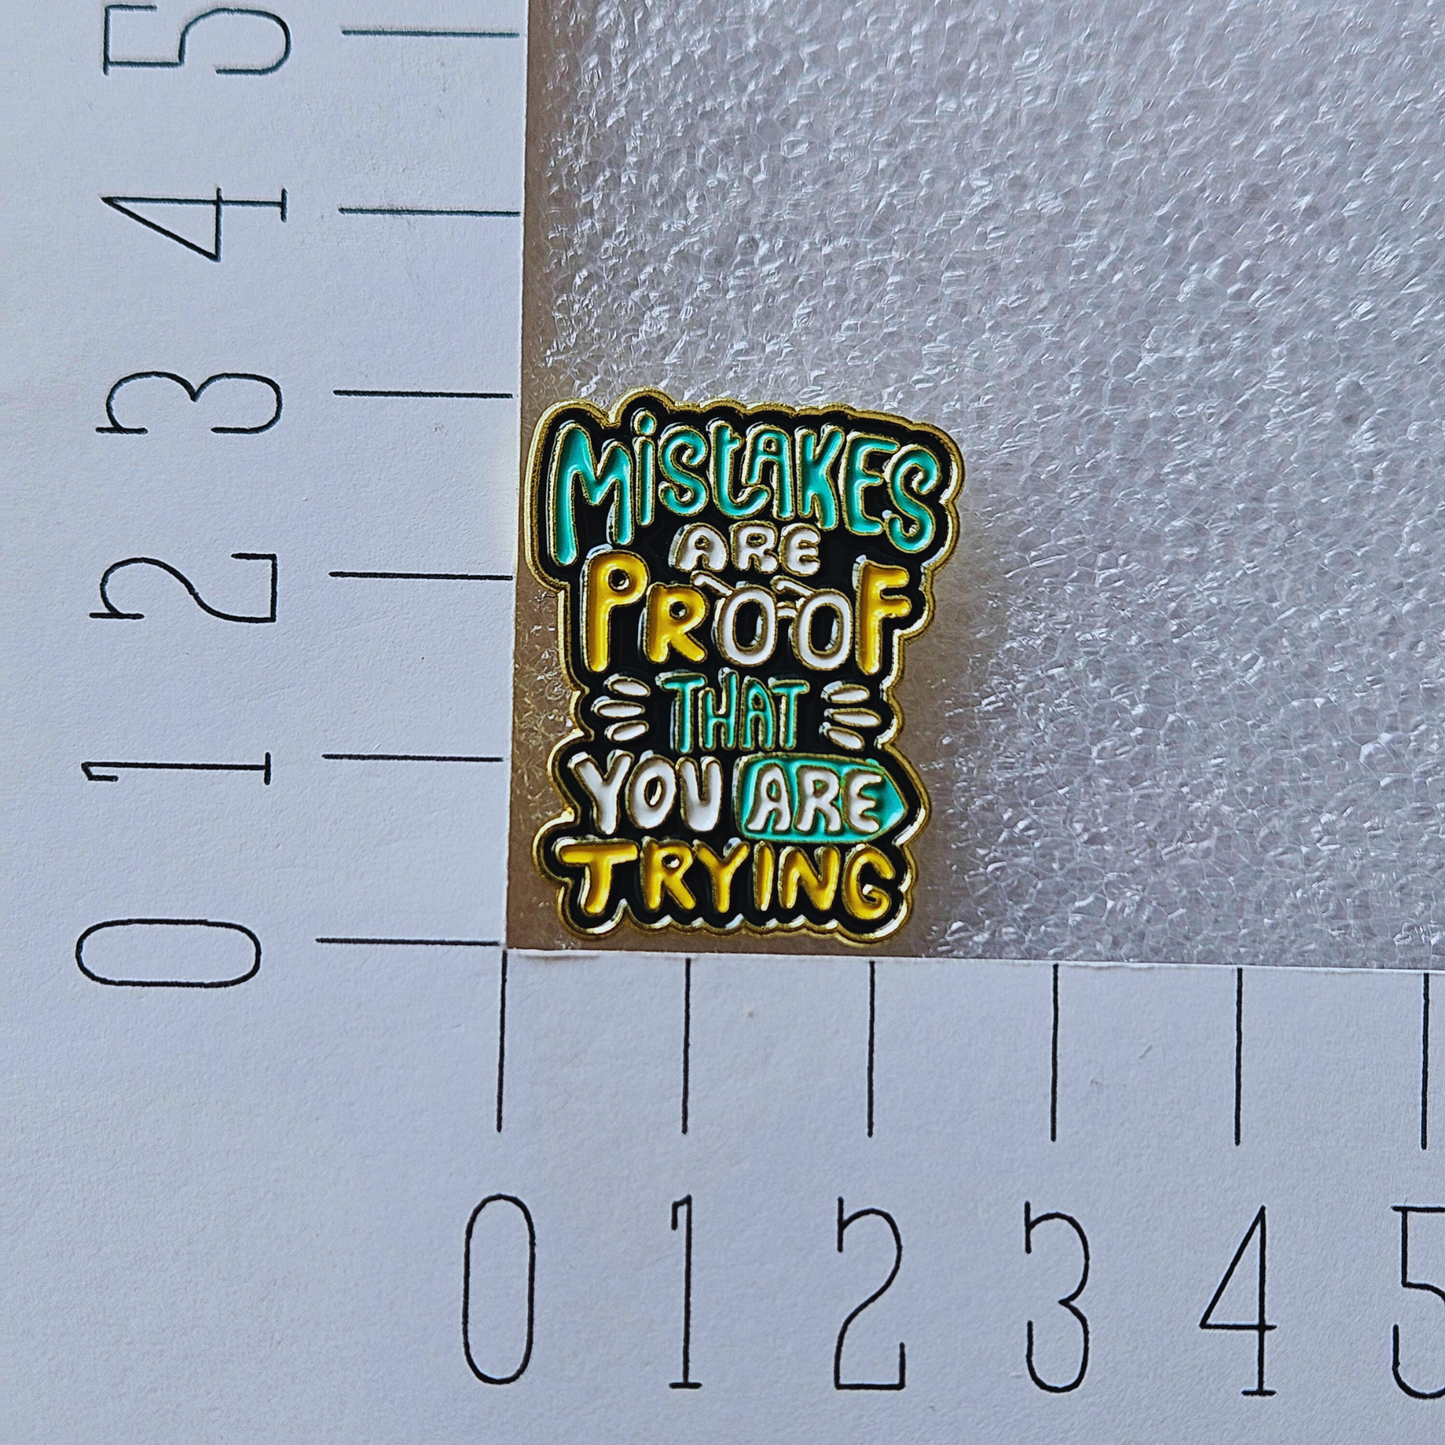 5
4
3
2
1
0
MiSTAKES
ARE
PROOF
THAT
YOU ARE
TRYING
0 1 2 3 4 5